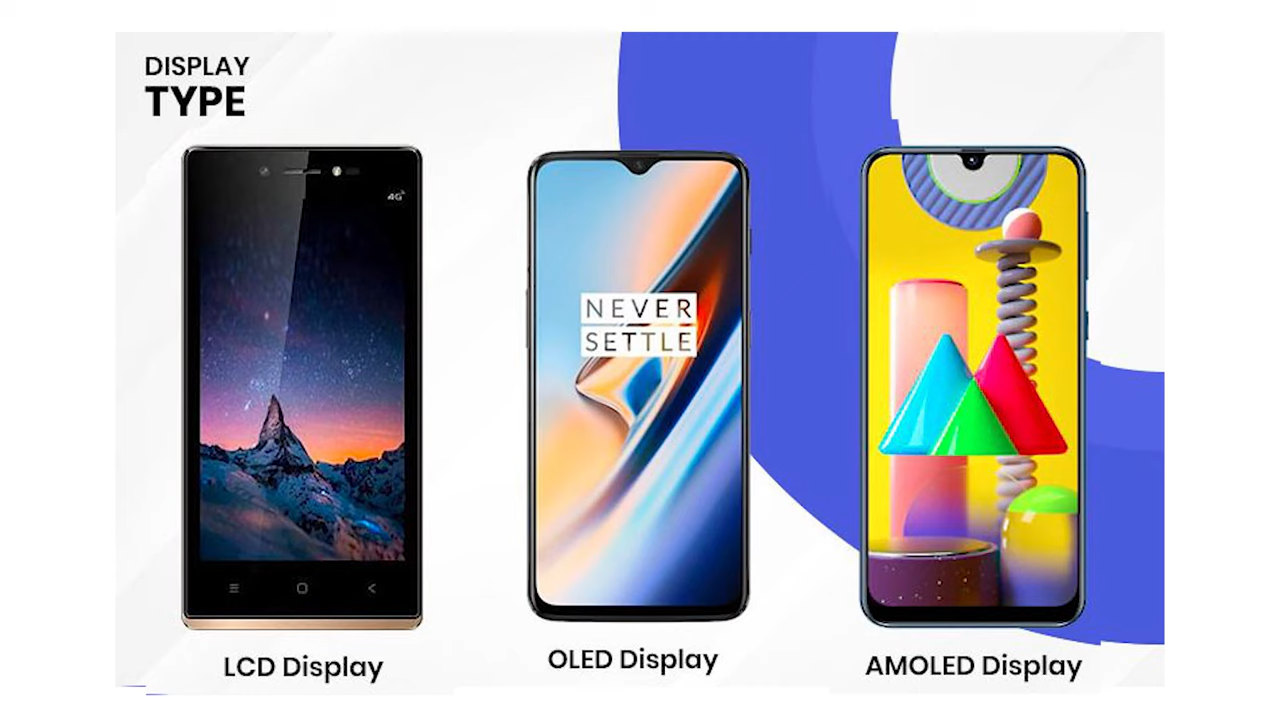 DISPLAY
TYPE
4G
NEVER
SETTLE
LCD Display
OLED Display
AMOLED Display